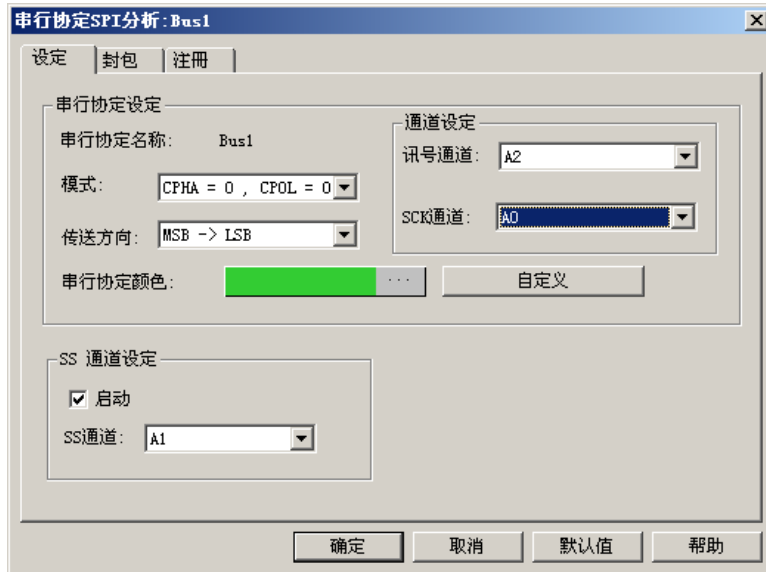 串行协定SPI分析:Bus1
设定 封包 注冊
串行协定设定
串行协定名称: Bus1
模式: CPHA = 0 , CPOL = 0
传送方向: MSB -> LSB
通道设定
讯号通道: A2
SCK通道: A0
串行协定颜色: ... 自定义
SS 通道设定
启动
SS通道: A1
确定 取消 默认值 帮助